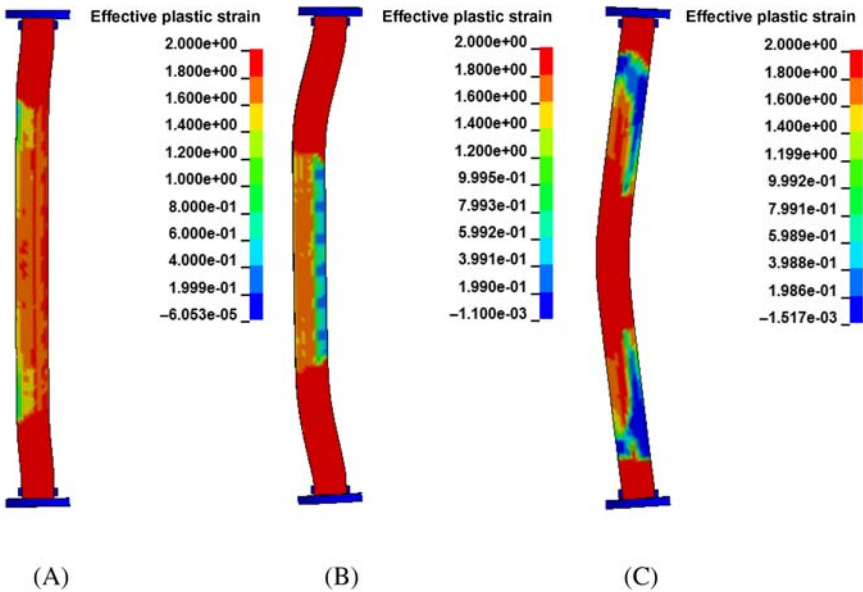 Effective plastic strain
2.000e+00
1.800e+00
1.600e+00
1.400e+00
1.200e+00
1.000e+00
8.000e-01
6.000e-01
4.000e-01
1.999e-01
−6.053e-05
Effective plastic strain
2.000e+00
1.800e+00
1.600e+00
1.400e+00
1.200e+00
9.995e-01
7.993e-01
5.992e-01
3.991e-01
1.990e-01
−1.100e-03
Effective plastic strain
2.000e+00
1.800e+00
1.600e+00
1.400e+00
1.199e+00
9.992e-01
7.991e-01
5.989e-01
3.988e-01
1.986e-01
−1.517e-03
(A)
(B)
(C)